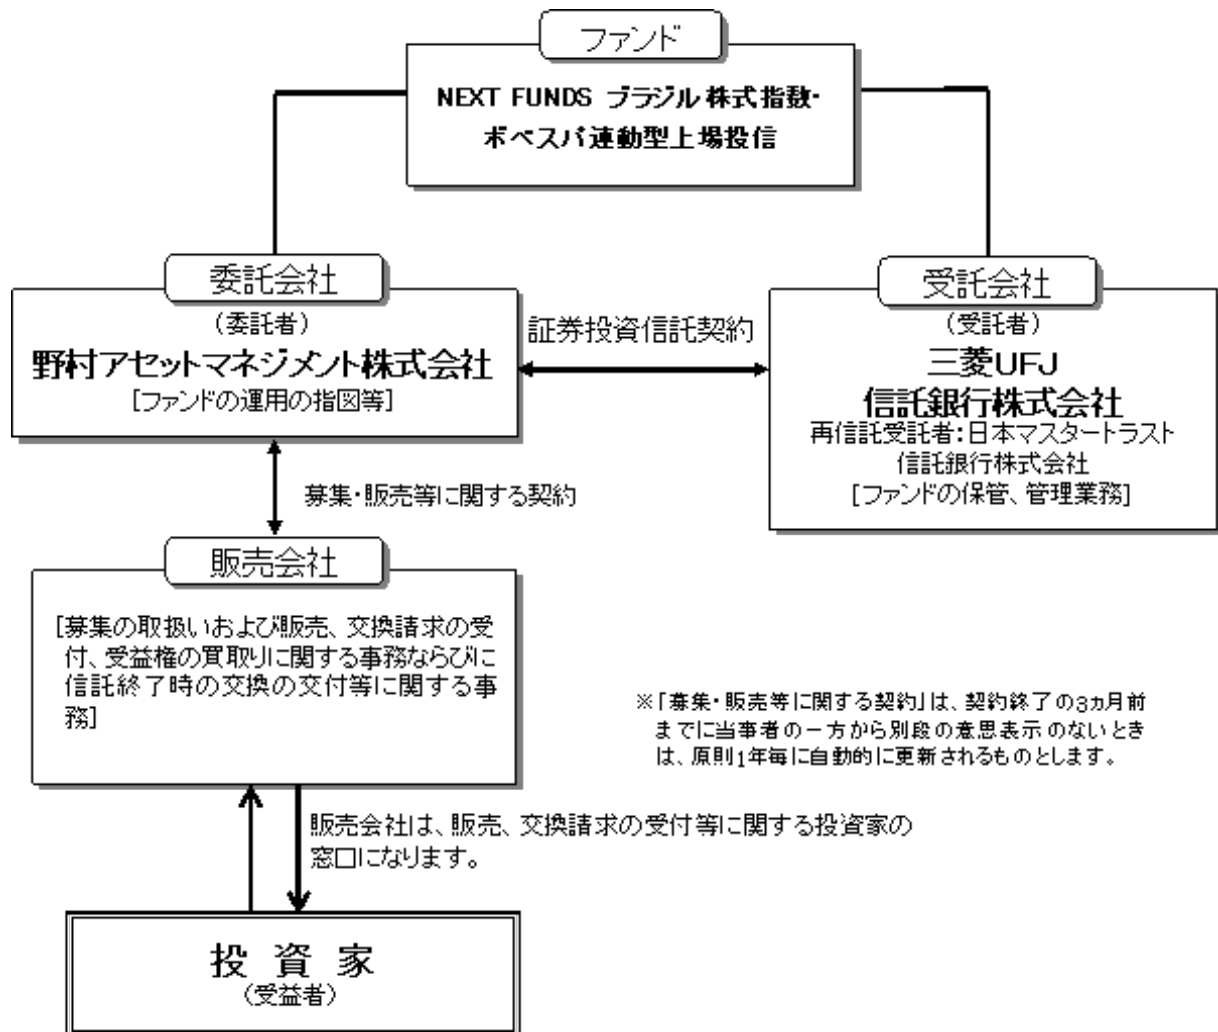 ファンド
NEXT FUNDS ブラジル株式指数・
ボベスパ連動型上場投信
委託会社
(委託者)
野村アセットマネジメント株式会社
[ファンドの運用の指図等]
証券投資信託契約
受託会社
(受託者)
三菱UFJ
信託銀行株式会社
再信託受託者:日本マスタートラスト
信託銀行株式会社
[ファンドの保管、管理業務]
募集・販売等に関する契約
販売会社
[募集の取扱いおよび販売、交換請求の受
付、受益権の買取りに関する事務ならびに
信託終了時の交換の交付等に関する事
務]
※「募集・販売等に関する契約」は、契約終了の3ヵ月前
までに当事者の一方から別段の意思表示のないとき
は、原則1年毎に自動的に更新されるものとします。
販売会社は、販売、交換請求の受付等に関する投資家の
窓口になります。
投 資 家
(受益者)